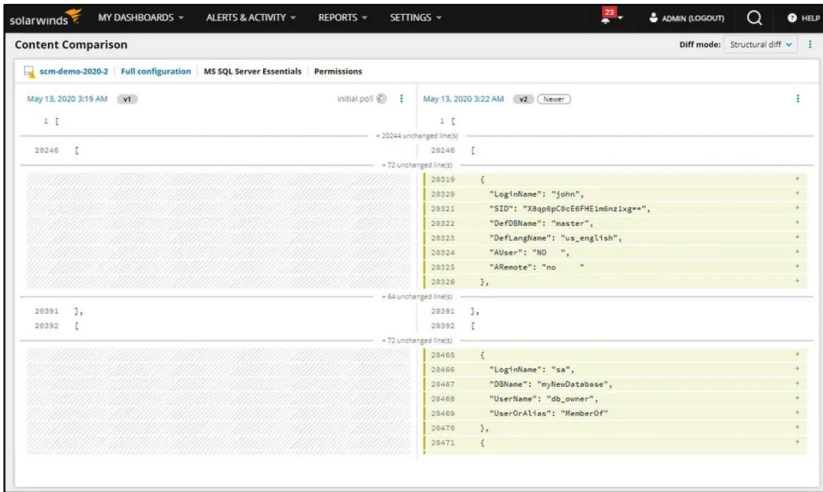 solarwinds MY DASHBOARDS ALERTS & ACTIVITY REPORTS SETTINGS 23 ADMIN (LOGOUT) HELP
Content Comparison Diff mode: Structural diff
scm-demo-2020-2 Full configuration MS SQL Server Essentials Permissions
May 13, 2020 3:19 AM v1 initial poll May 13, 2020 3:22 AM v2 Newer
1 [ 1 [
+ 20244 unchanged line(s)
20246 [ 20246 [
+ 72 unchanged line(s)
20319 { +
20320 "LoginName": "john", +
20321 +
20322 "DefDBName": "master", +
20323 "DefLangName": "us_english", +
20324 "AUser": "NO ", +
20325 "ARemote": "no " +
20326 }, +
+ 64 unchanged line(s)
20391 ], 20391 ],
20392 [ 20392 [
+ 72 unchanged line(s)
20465 { +
20466 "LoginName": "sa", +
20467 "DBName": "myNewDatabase", +
20468 "UserName": "db_owner", +
20469 "UserOrAlias": "MemberOf" +
20470 }, +
20471 { +